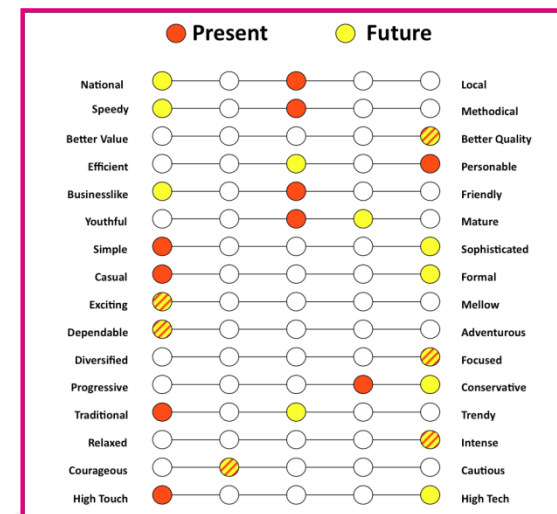 Present Future
National Local
Speedy Methodical
Better Value Better Quality
Efficient Personable
Businesslike Friendly
Youthful Mature
Simple Sophisticated
Casual Formal
Exciting Mellow
Dependable Adventurous
Diversified Focused
Progressive Conservative
Traditional Trendy
Relaxed Intense
Courageous Cautious
High Touch High Tech